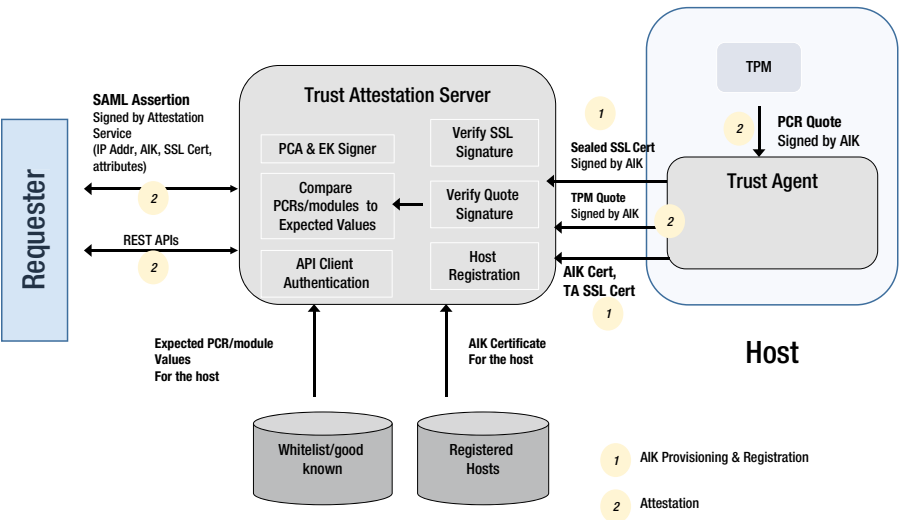 Requester
SAML Assertion
Signed by Attestation
Service
(IP Addr, AIK, SSL Cert,
attributes)
2
REST APIs
2
Trust Attestation Server
PCA & EK Signer
Compare
PCRs/modules to
Expected Values
API Client
Authentication
Verify SSL
Signature
Verify Quote
Signature
Host
Registration
1
Sealed SSL Cert
Signed by AIK
TPM Quote
Signed by AIK
2
AIK Cert,
TA SSL Cert
1
TPM
2
PCR Quote
Signed by AIK
Trust Agent
Host
Expected PCR/module
Values
For the host
AIK Certificate
For the host
Whitelist/good
known
Registered
Hosts
1 AIK Provisioning & Registration
2 Attestation